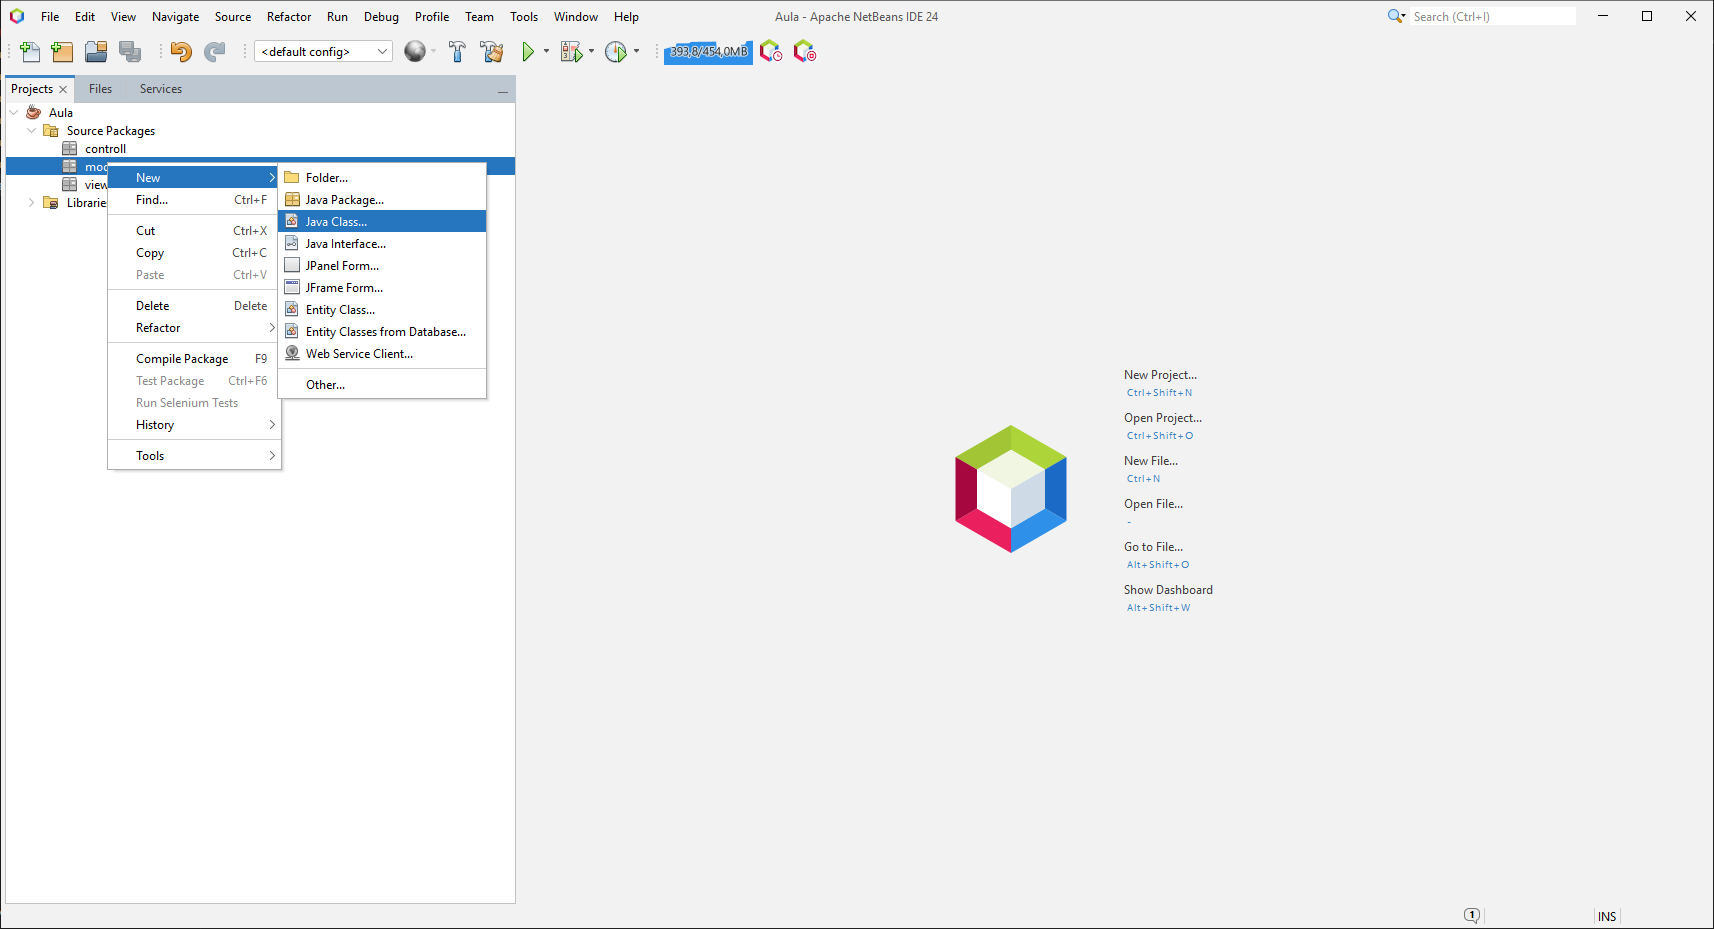 File Edit View Navigate Source Refactor Run Debug Profile Team Tools Window Help
Aula - Apache NetBeans IDE 24
Search (Ctrl+I)
<default config>
393,8/454,0MB
Projects Files Services
Aula
Source Packages
controll
view
New
Find... Ctrl+F
Cut Ctrl+X
Copy Ctrl+C
Paste Ctrl+V
Delete Delete
Refactor
Compile Package F9
Test Package Ctrl+F6
Run Selenium Tests
History
Tools
Folder...
Java Package...
Java Class...
Java Interface...
JPanel Form...
JFrame Form...
Entity Class...
Entity Classes from Database...
Web Service Client...
Other...
New Project...
Ctrl+Shift+N
Open Project...
Ctrl+Shift+O
New File...
Ctrl+N
Open File...
-
Go to File...
Alt+Shift+O
Show Dashboard
Alt+Shift+W
1
INS